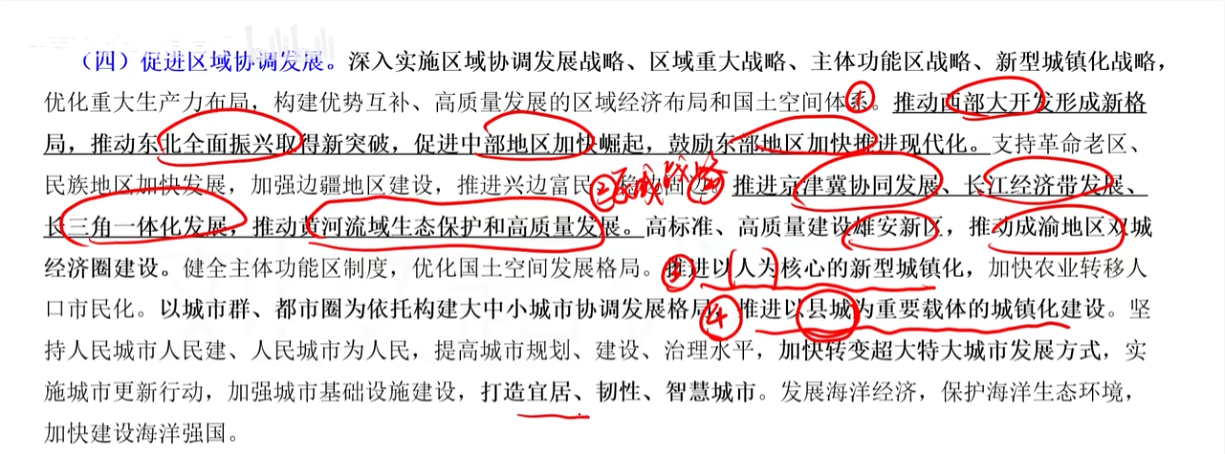 （四）促进区域协调发展。深入实施区域协调发展战略、区域重大战略、主体功能区战略、新型城镇化战略，
优化重大生产力布局，构建优势互补、高质量发展的区域经济布局和国土空间体系。推动西部大开发形成新格
①
局，推动东北全面振兴取得新突破，促进中部地区加快崛起，鼓励东部地区加快推进现代化。支持革命老区、
民族地区加快发展，加强边疆地区建设，推进兴边富民、稳边固边。推进京津冀协同发展、长江经济带发展、
②区域战略
长三角一体化发展，推动黄河流域生态保护和高质量发展。高标准、高质量建设雄安新区，推动成渝地区双城
经济圈建设。健全主体功能区制度，优化国土空间发展格局。推进以人为核心的新型城镇化，加快农业转移人
③
口市民化。以城市群、都市圈为依托构建大中小城市协调发展格局，推进以县城为重要载体的城镇化建设。坚
④
持人民城市人民建、人民城市为人民，提高城市规划、建设、治理水平，加快转变超大特大城市发展方式，实
施城市更新行动，加强城市基础设施建设，打造宜居、韧性、智慧城市。发展海洋经济，保护海洋生态环境，
加快建设海洋强国。